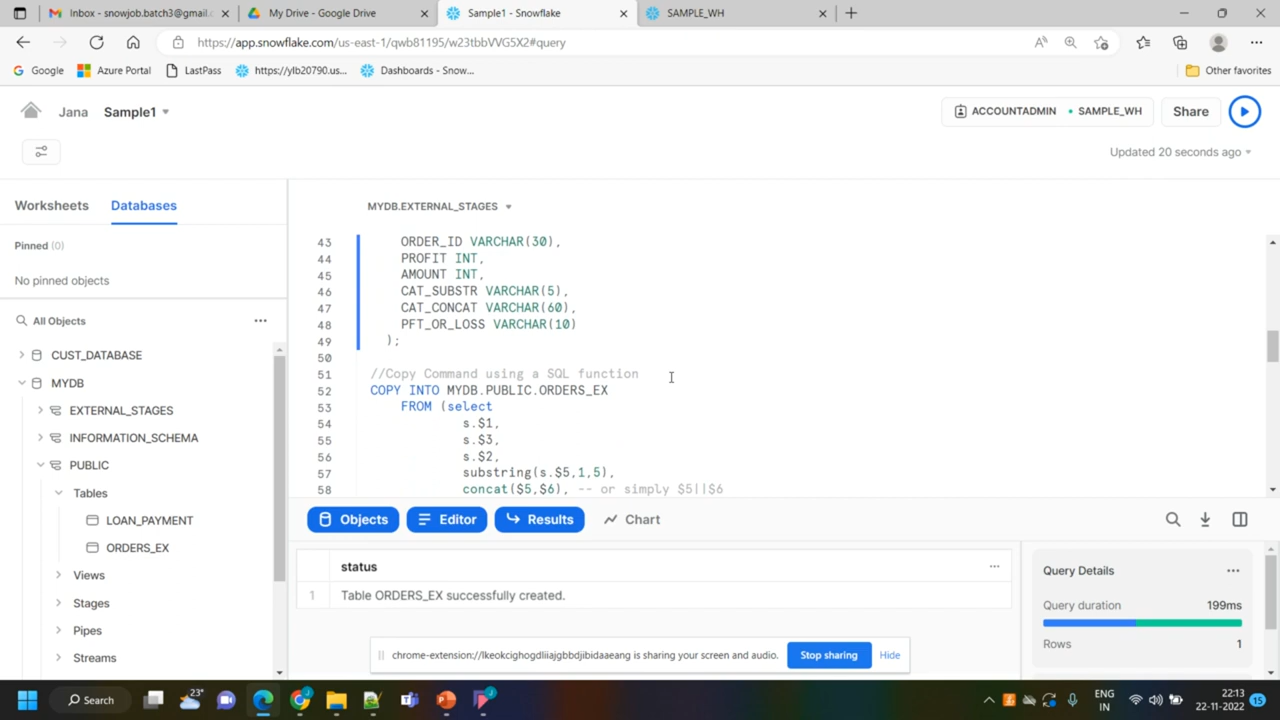 Inbox - snowjob.batch3@gmail.c
My Drive - Google Drive
Sample1 - Snowflake
SAMPLE_WH
https://app.snowflake.com/us-east-1/qwb81195/w23tbbVVG5X2#query
Google
Azure Portal
LastPass
https://ylb20790.us...
Dashboards - Snow...
Other favorites
Jana
Sample1
ACCOUNTADMIN
SAMPLE_WH
Share
Updated 20 seconds ago
Worksheets
Databases
MYDB.EXTERNAL_STAGES
Pinned (0)
No pinned objects
All Objects
CUST_DATABASE
MYDB
EXTERNAL_STAGES
INFORMATION_SCHEMA
PUBLIC
Tables
LOAN_PAYMENT
ORDERS_EX
Views
Stages
Pipes
Streams
43 ORDER_ID VARCHAR(30),
44 PROFIT INT,
45 AMOUNT INT,
46 CAT_SUBSTR VARCHAR(5),
47 CAT_CONCAT VARCHAR(60),
48 PFT_OR_LOSS VARCHAR(10)
49 );
50
51 //Copy Command using a SQL function
52 COPY INTO MYDB.PUBLIC.ORDERS_EX
53 FROM (select
54 s.$1,
55 s.$3,
56 s.$2,
57 substring(s.$5,1,5),
58 concat($5,$6), -- or simply $5||$6
Objects
Editor
Results
Chart
status
1 Table ORDERS_EX successfully created.
Query Details
Query duration 199ms
Rows 1
chrome-extension://lkeokcighogdliiajgbbdjibidaaeang is sharing your screen and audio.
Stop sharing
Hide
Search
23°
ENG
IN
22:13
22-11-2022
15